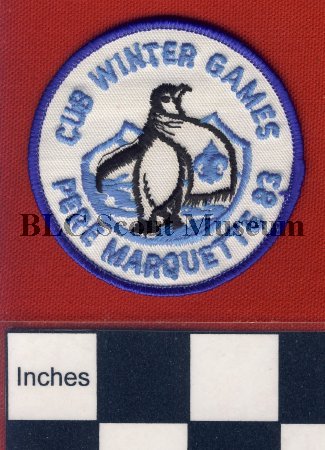 CUB WINTER GAMES
PERE MARQUETTE 83
BLC Scout Museum
Inches